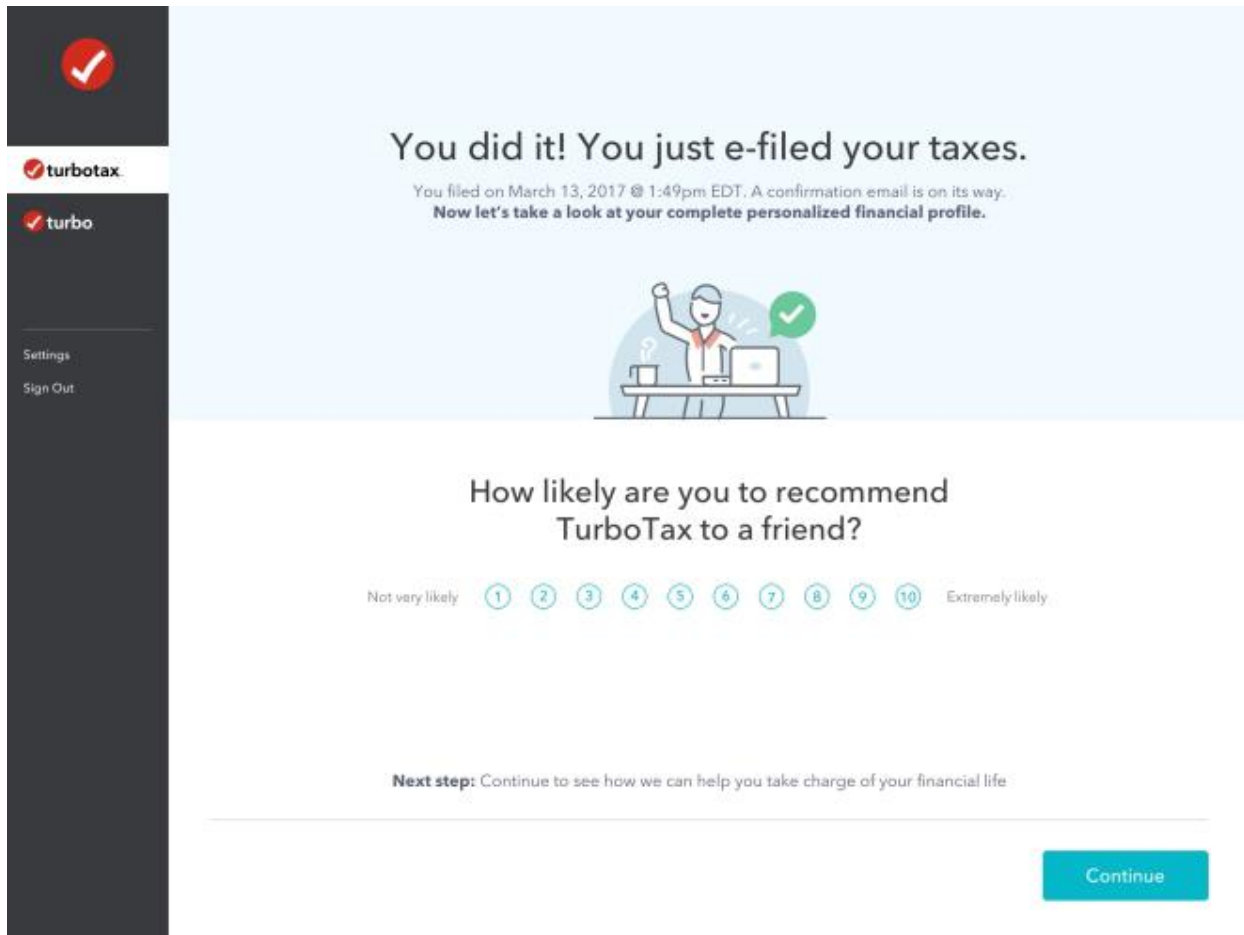 turbotax
turbo
Settings
Sign Out
You did it! You just e-filed your taxes.
You filed on March 13, 2017 @ 1:49pm EDT. A confirmation email is on its way.
Now let's take a look at your complete personalized financial profile.
How likely are you to recommend
TurboTax to a friend?
Not very likely 1 2 3 4 5 6 7 8 9 10 Extremely likely
Next step: Continue to see how we can help you take charge of your financial life
Continue